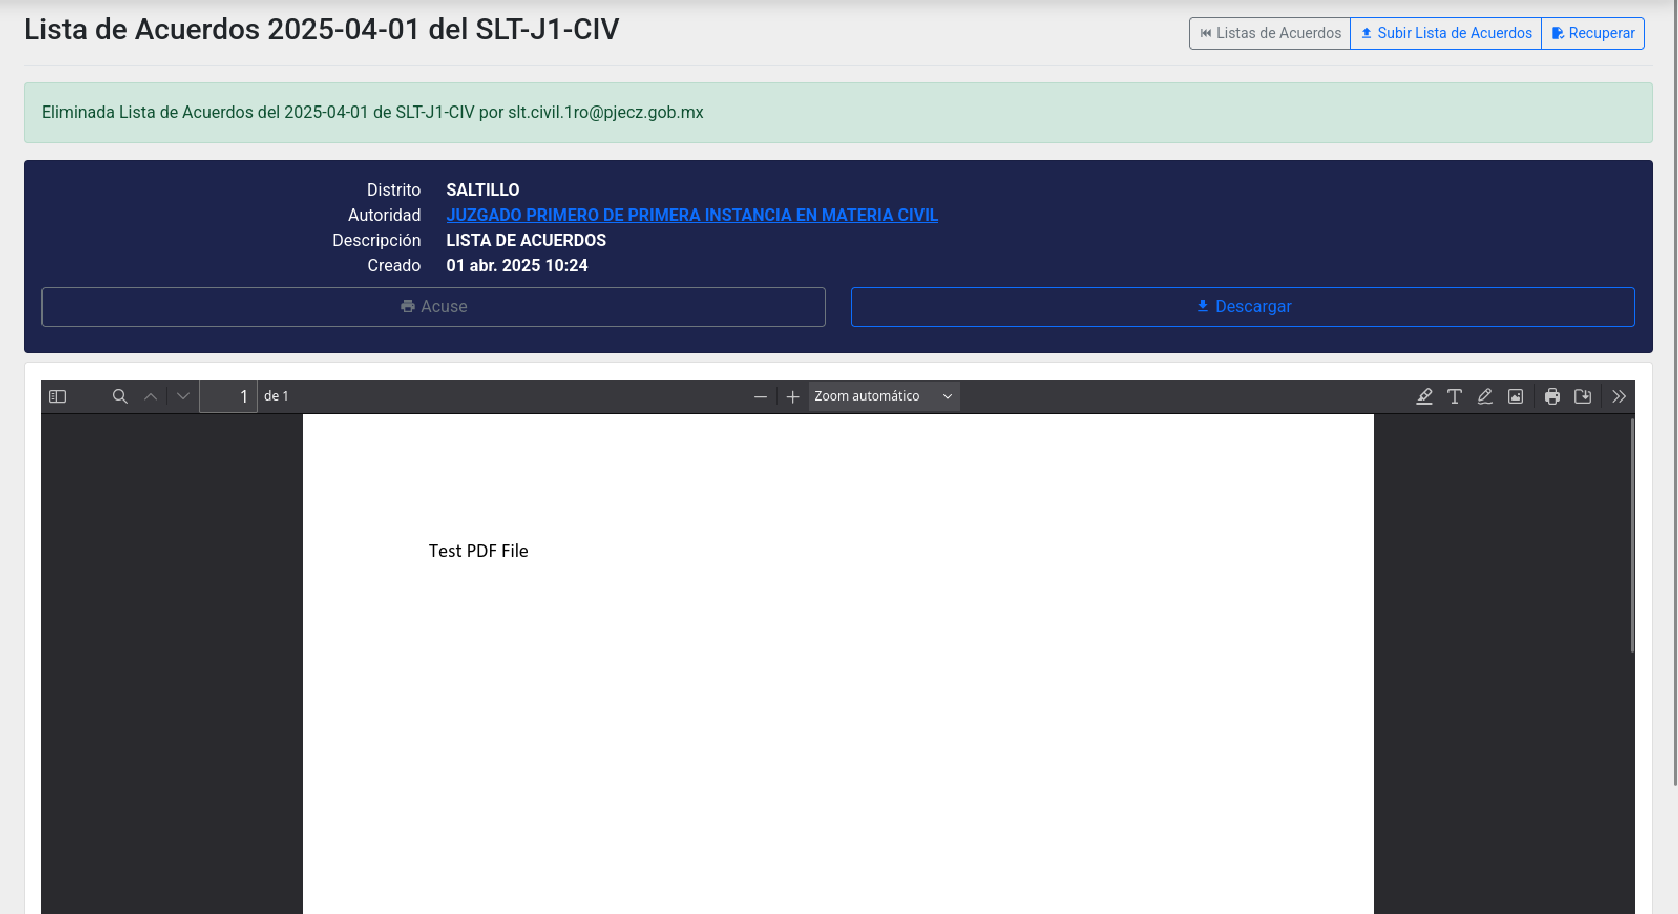 Lista de Acuerdos 2025-04-01 del SLT-J1-CIV
Listas de Acuerdos
Subir Lista de Acuerdos
Recuperar
Eliminada Lista de Acuerdos del 2025-04-01 de SLT-J1-CIV por slt.civil.1ro@pjecz.gob.mx
Distrito SALTILLO
Autoridad JUZGADO PRIMERO DE PRIMERA INSTANCIA EN MATERIA CIVIL
Descripción LISTA DE ACUERDOS
Creado 01 abr. 2025 10:24
Acuse
Descargar
1 de 1
Zoom automático
Test PDF File